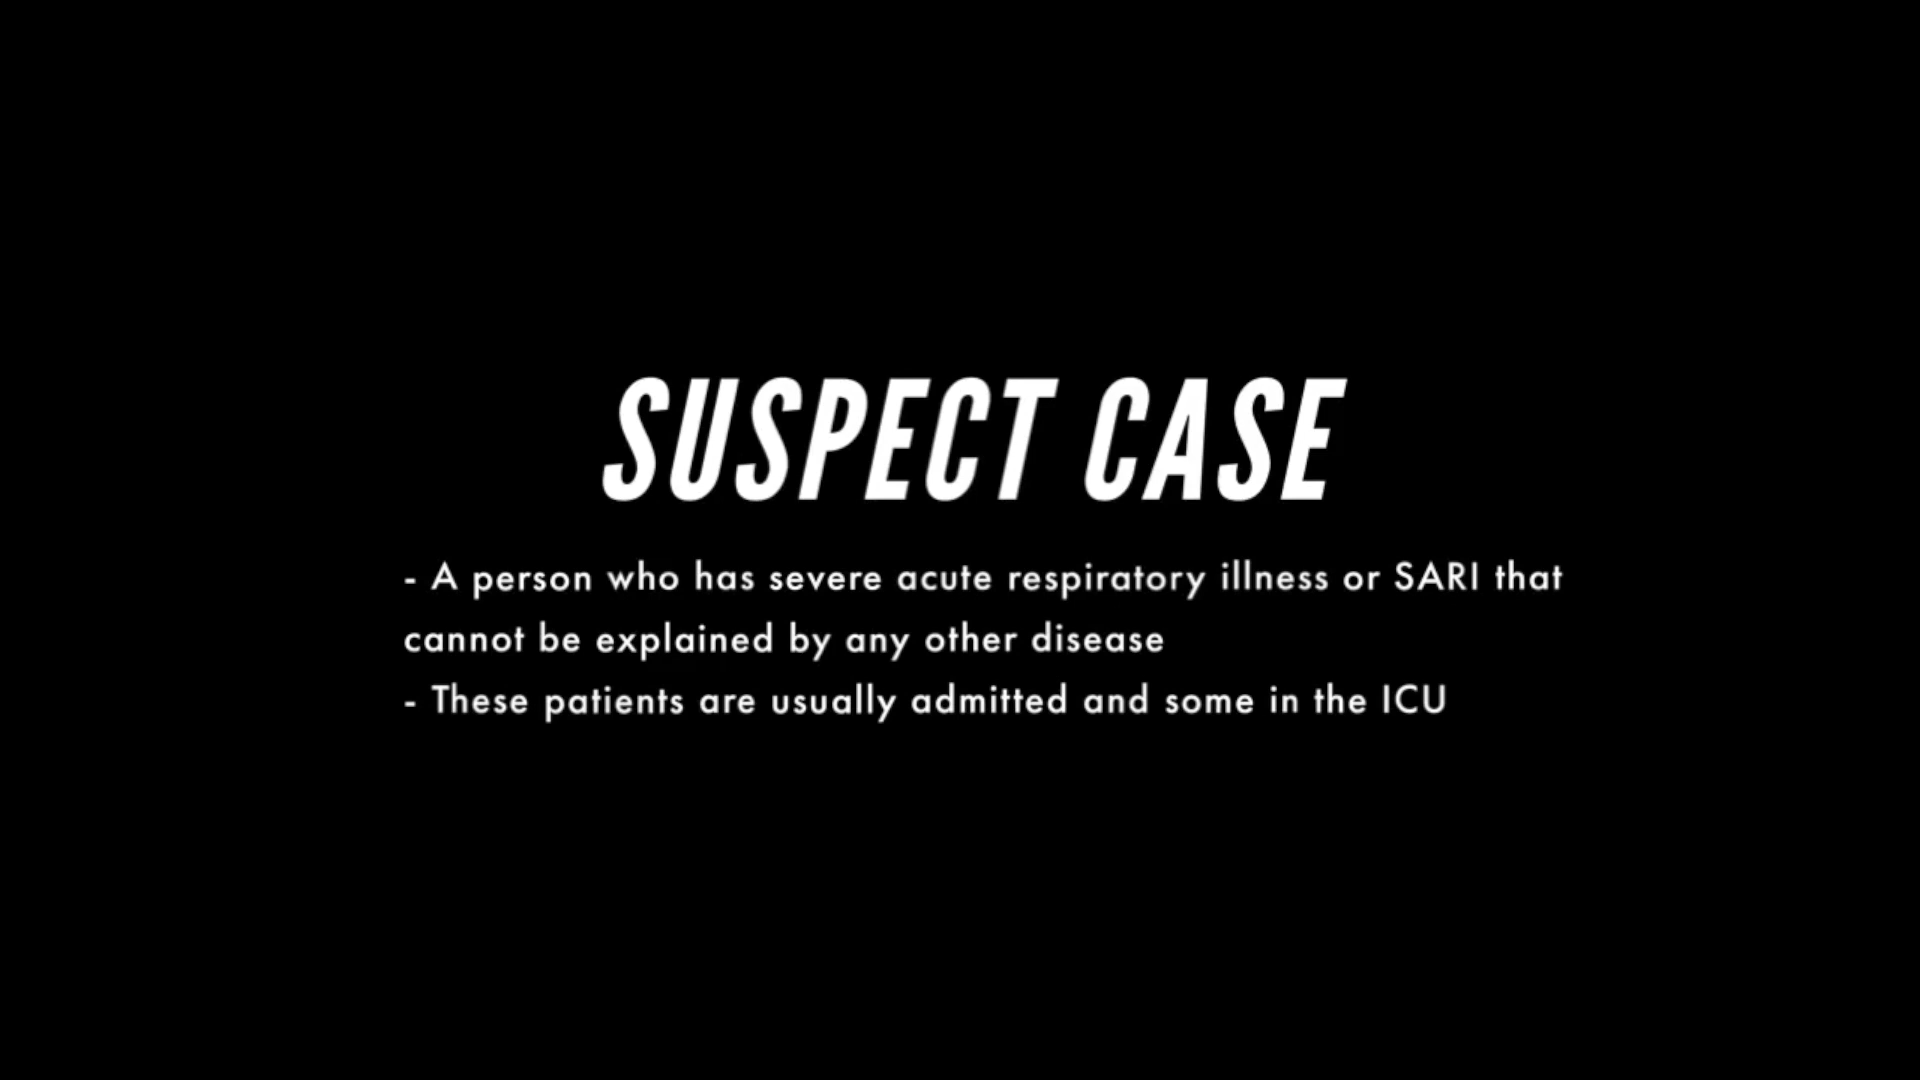 SUSPECT CASE
- A person who has severe acute respiratory illness or SARI that
cannot be explained by any other disease
- These patients are usually admitted and some in the ICU